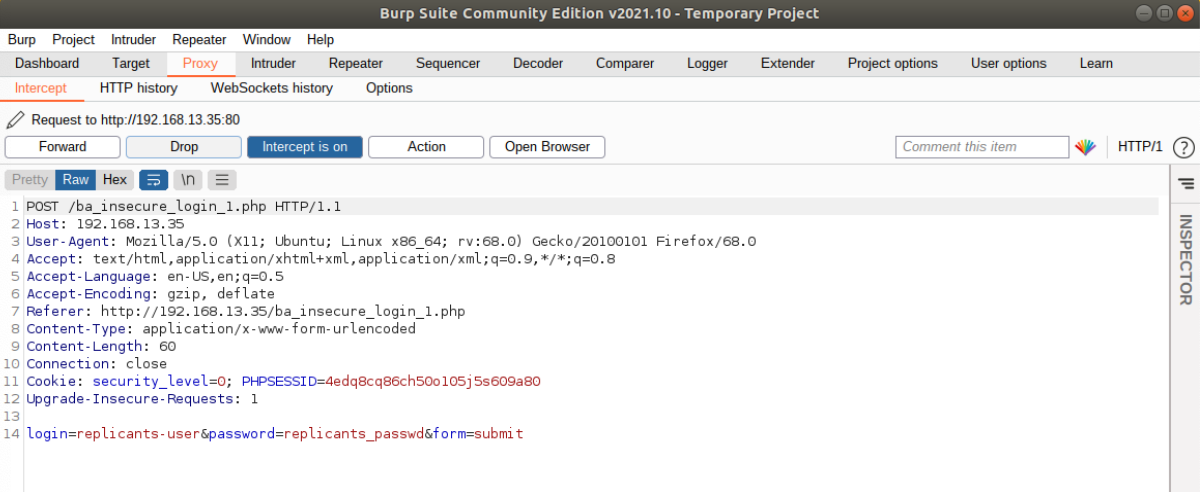 Burp Suite Community Edition v2021.10 - Temporary Project
Burp Project Intruder Repeater Window Help
Dashboard Target Proxy Intruder Repeater Sequencer Decoder Comparer Logger Extender Project options User options Learn
Intercept HTTP history WebSockets history Options
Request to http://192.168.13.35:80
Forward Drop Intercept is on Action Open Browser Comment this item HTTP/1 ?
Pretty Raw Hex \n
INSPECTOR
1 POST /ba_insecure_login_1.php HTTP/1.1
2 Host: 192.168.13.35
3 User-Agent: Mozilla/5.0 (X11; Ubuntu; Linux x86_64; rv:68.0) Gecko/20100101 Firefox/68.0
4 Accept: text/html,application/xhtml+xml,application/xml;q=0.9,*/*;q=0.8
5 Accept-Language: en-US,en;q=0.5
6 Accept-Encoding: gzip, deflate
7 Referer: http://192.168.13.35/ba_insecure_login_1.php
8 Content-Type: application/x-www-form-urlencoded
9 Content-Length: 60
10 Connection: close
11 Cookie: security_level=0; PHPSESSID=4edq8cq86ch50o105j5s609a80
12 Upgrade-Insecure-Requests: 1
13
14 login=replicants-user&password=replicants_passwd&form=submit